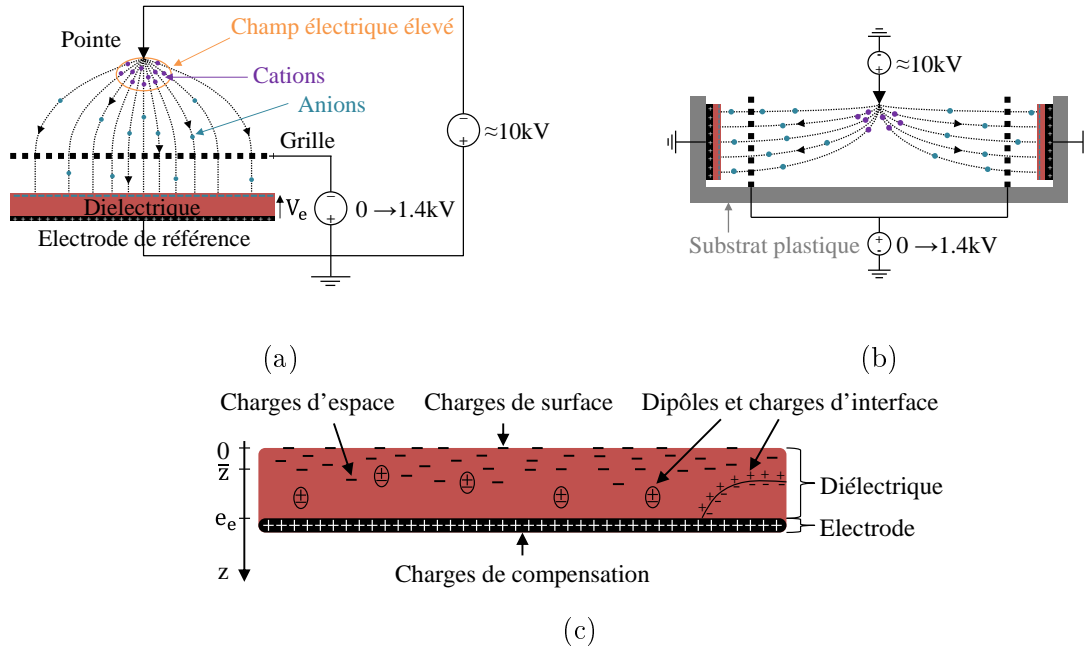 Pointe
Champ électrique élevé
Cations
Anions
Grille
≈10kV
Dielectrique
Vₑ
0 →1.4kV
Electrode de référence
(a)
≈10kV
Substrat plastique
0 →1.4kV
(b)
Charges d'espace
Charges de surface
Dipôles et charges d'interface
0
z̄
eₑ
z
Diélectrique
Electrode
Charges de compensation
(c)